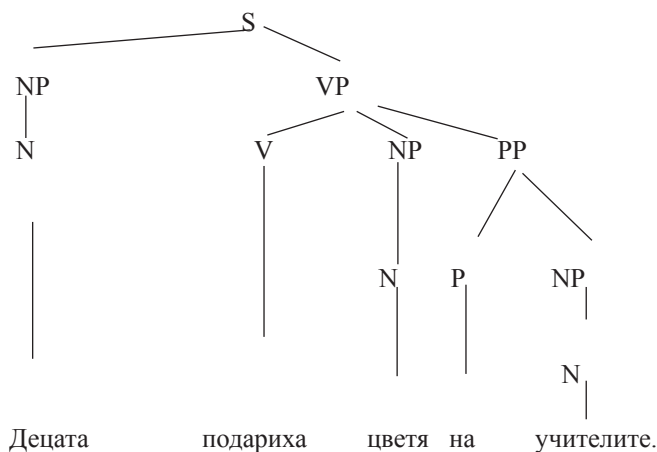 S
NP VP
N V NP PP
N P NP
N
Децата подариха цветя на учителите.